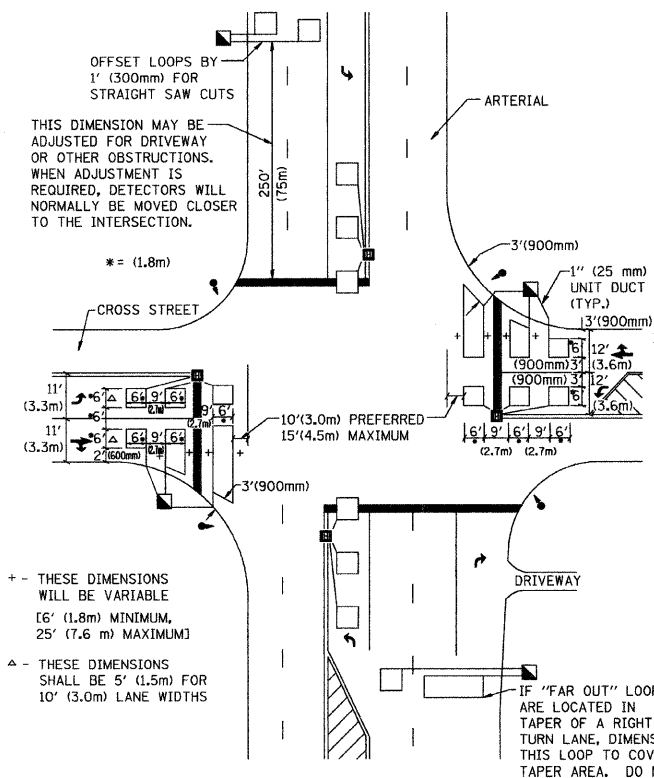 OFFSET LOOPS BY
1' (300mm) FOR
STRAIGHT SAW CUTS
THIS DIMENSION MAY BE
ADJUSTED FOR DRIVEWAY
OR OTHER OBSTRUCTIONS.
WHEN ADJUSTMENT IS
REQUIRED, DETECTORS WILL
NORMALLY BE MOVED CLOSER
TO THE INTERSECTION.
250'
(75m)
ARTERIAL
* = (1.8m)
3'(900mm)
1" (25 mm)
UNIT DUCT
(TYP.)
CROSS STREET
3'(900mm)
+ + +
*6'
12'
(3.6m)
(900mm) 3'
(900mm) 3'
*6'
12'
(3.6m)
11'
(3.3m)
*6'
△
6' 9' 6'
(2.7m)
*6'
9' 6'
(2.7m)
11'
(3.3m)
*6'
△
6' 9' 6'
(2.7m)
2' (600mm)
+ + +
10'(3.0m) PREFERRED
15'(4.5m) MAXIMUM
6' 9' 6' 9' 6'
(2.7m) (2.7m)
3'(900mm)
+ - THESE DIMENSIONS
WILL BE VARIABLE
[6' (1.8m) MINIMUM,
25' (7.6 m) MAXIMUM]
△ - THESE DIMENSIONS
SHALL BE 5' (1.5m) FOR
10' (3.0m) LANE WIDTHS
DRIVEWAY
IF "FAR OUT" LOOP
ARE LOCATED IN
TAPER OF A RIGHT
TURN LANE, DIMENS
THIS LOOP TO COV
TAPER AREA. DO